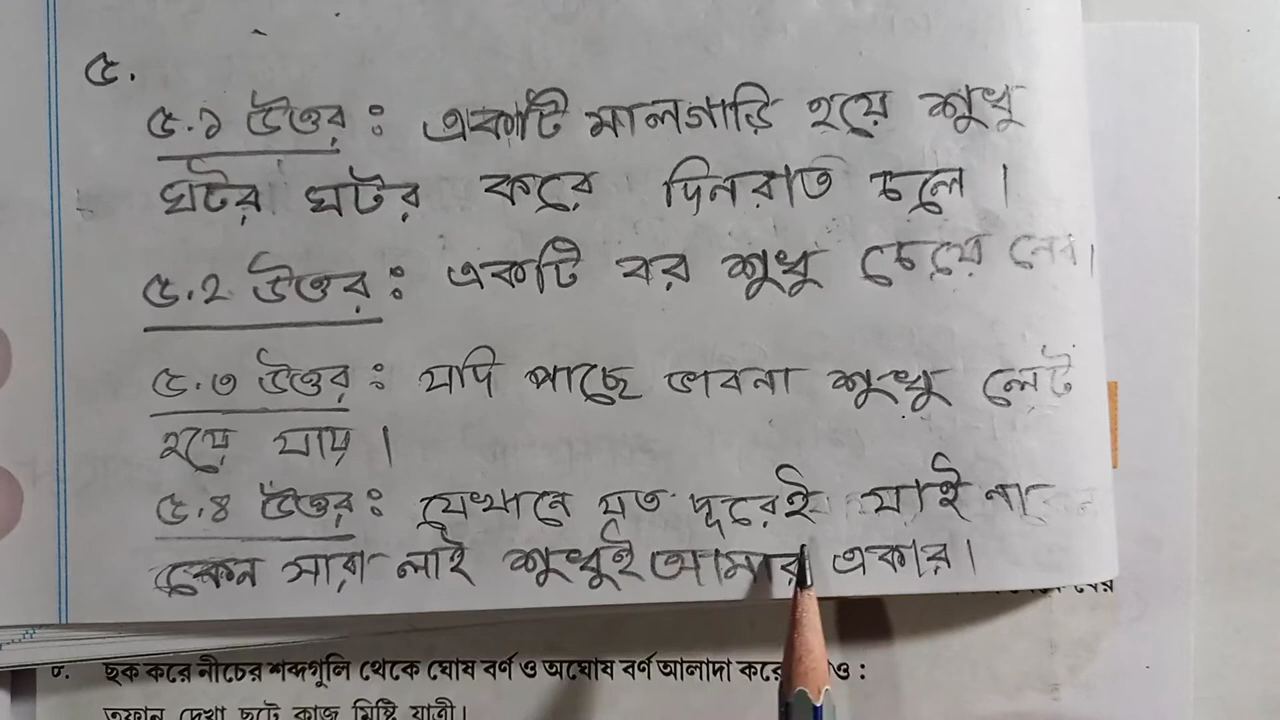 ৫.
৫.১ উত্তর : একটি মালগাড়ি হয়ে শুধু
ঘটর ঘটর করে দিনরাত চলে।
৫.২ উত্তর : একটি বর শুধু চেয়ে নেব।
৫.৩ উত্তর : যদি পাছে ভাবনা শুধু লেট
হয়ে যায়।
৫.৪ উত্তর : যেখানে যত দূরেই যাই না
কেন সারা লাই শুধুই আমার একার।
৮. ছক করে নীচের শব্দগুলি থেকে ঘোষ বর্ণ ও অঘোষ বর্ণ আলাদা করে :
তুফান দেখা ছুটে কাজ মিষ্টি যাত্রী।